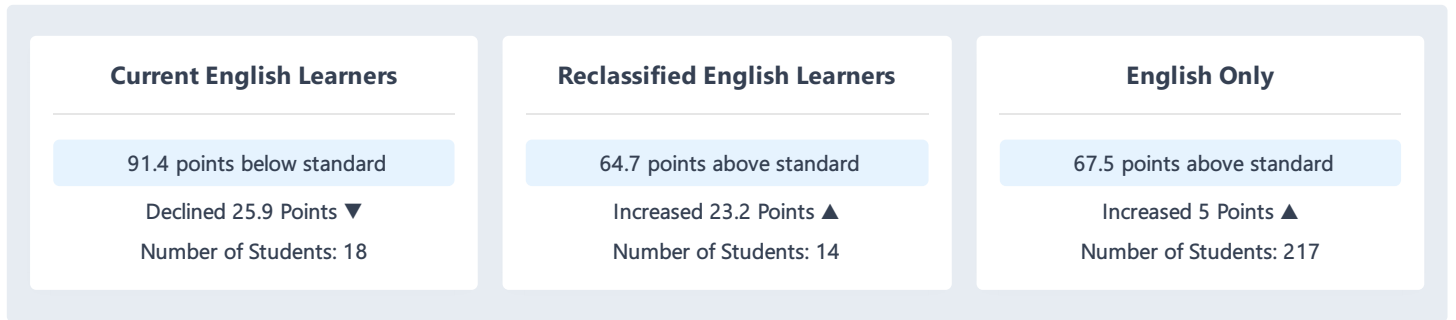 Current English Learners
91.4 points below standard
Declined 25.9 Points ▼
Number of Students: 18
Reclassified English Learners
64.7 points above standard
Increased 23.2 Points ▲
Number of Students: 14
English Only
67.5 points above standard
Increased 5 Points ▲
Number of Students: 217